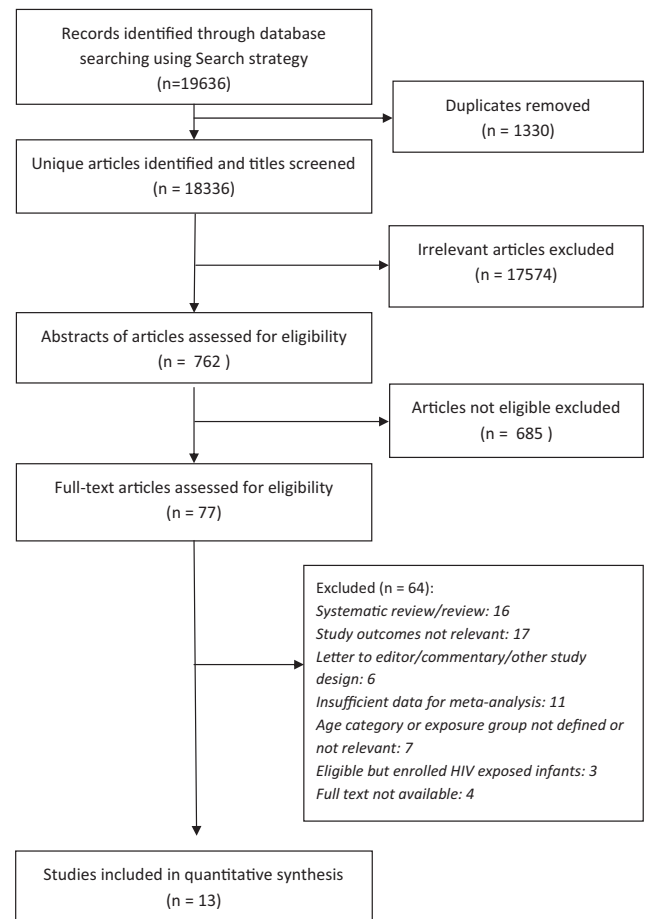 Records identified through database
searching using Search strategy
(n=19636)
Duplicates removed
(n = 1330)
Unique articles identified and titles screened
(n = 18336)
Irrelevant articles excluded
n = 17574)
Abstracts of articles assessed for eligibility
(n = 762 )
Articles not eligible excluded
(n = 685 )
Full-text articles assessed for eligibility
(n = 77)
Excluded (n = 64):
Systematic review/review: 16
Study outcomes not relevant: 17
Letter to editor/commentary/other study
design: 6
Insufficient data for meta-analysis: 11
Age category or exposure group not defined or
not relevant: 7
Eligible but enrolled HIV exposed infants: 3
Full text not available: 4
Studies included in quantitative synthesis
(n = 13)